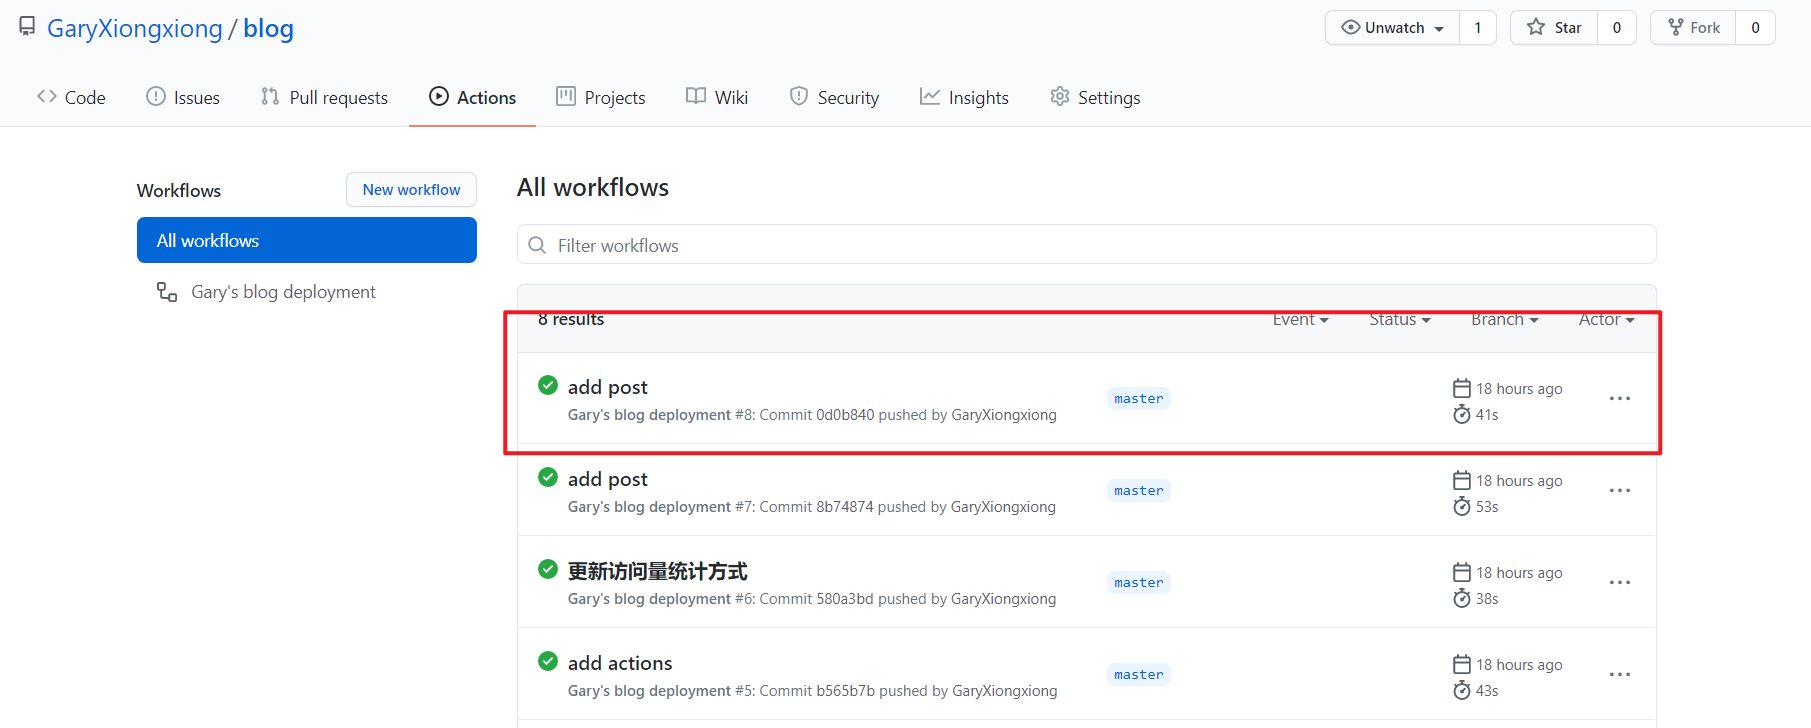 GaryXiongxiong / blog
Unwatch 1 Star 0 Fork 0
Code Issues Pull requests Actions Projects Wiki Security Insights Settings
Workflows
New workflow
All workflows
Gary's blog deployment
All workflows
Filter workflows
8 results Event Status Branch Actor
add post
Gary's blog deployment #8: Commit 0d0b840 pushed by GaryXiongxiong
master
18 hours ago
41s
add post
Gary's blog deployment #7: Commit 8b74874 pushed by GaryXiongxiong
master
18 hours ago
53s
更新访问量统计方式
Gary's blog deployment #6: Commit 580a3bd pushed by GaryXiongxiong
master
18 hours ago
38s
add actions
Gary's blog deployment #5: Commit b565b7b pushed by GaryXiongxiong
master
18 hours ago
43s